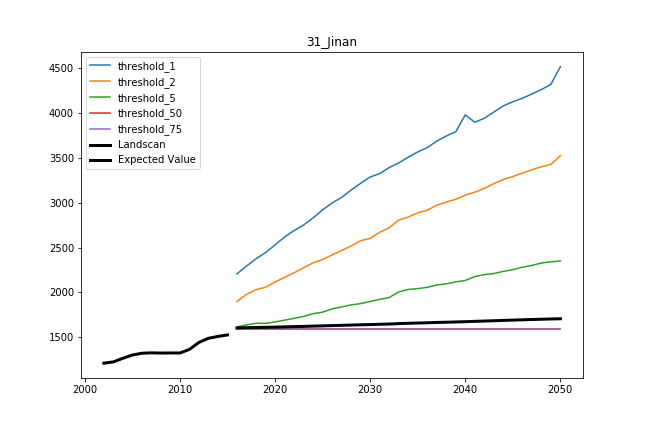 31_Jinan
threshold_1
threshold_2
threshold_5
threshold_50
threshold_75
Landscan
Expected Value
4500
4000
3500
3000
2500
2000
1500
2000 2010 2020 2030 2040 2050